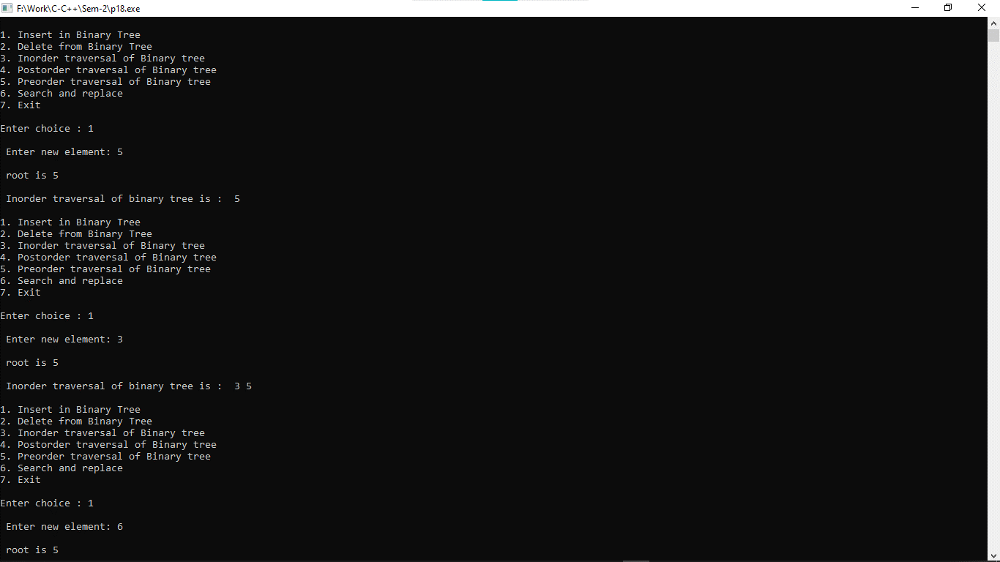 F:\Work\C-C++\Sem-2\p18.exe
1. Insert in Binary Tree
2. Delete from Binary Tree
3. Inorder traversal of Binary tree
4. Postorder traversal of Binary tree
5. Preorder traversal of Binary tree
6. Search and replace
7. Exit
Enter choice : 1
Enter new element: 5
root is 5
Inorder traversal of binary tree is :  5
1. Insert in Binary Tree
2. Delete from Binary Tree
3. Inorder traversal of Binary tree
4. Postorder traversal of Binary tree
5. Preorder traversal of Binary tree
6. Search and replace
7. Exit
Enter choice : 1
Enter new element: 3
root is 5
Inorder traversal of binary tree is :  3 5
1. Insert in Binary Tree
2. Delete from Binary Tree
3. Inorder traversal of Binary tree
4. Postorder traversal of Binary tree
5. Preorder traversal of Binary tree
6. Search and replace
7. Exit
Enter choice : 1
Enter new element: 6
root is 5